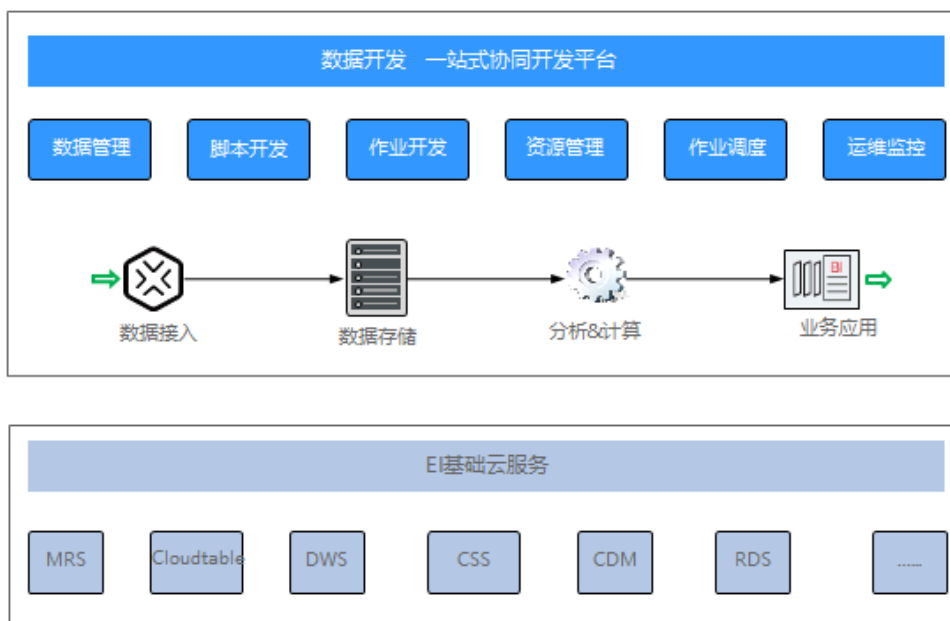 数据开发 一站式协同开发平台
数据管理
脚本开发
作业开发
资源管理
作业调度
运维监控
BI
数据接入
数据存储
分析&计算
业务应用
EI基础云服务
MRS
Cloudtable
DWS
CSS
CDM
RDS
......